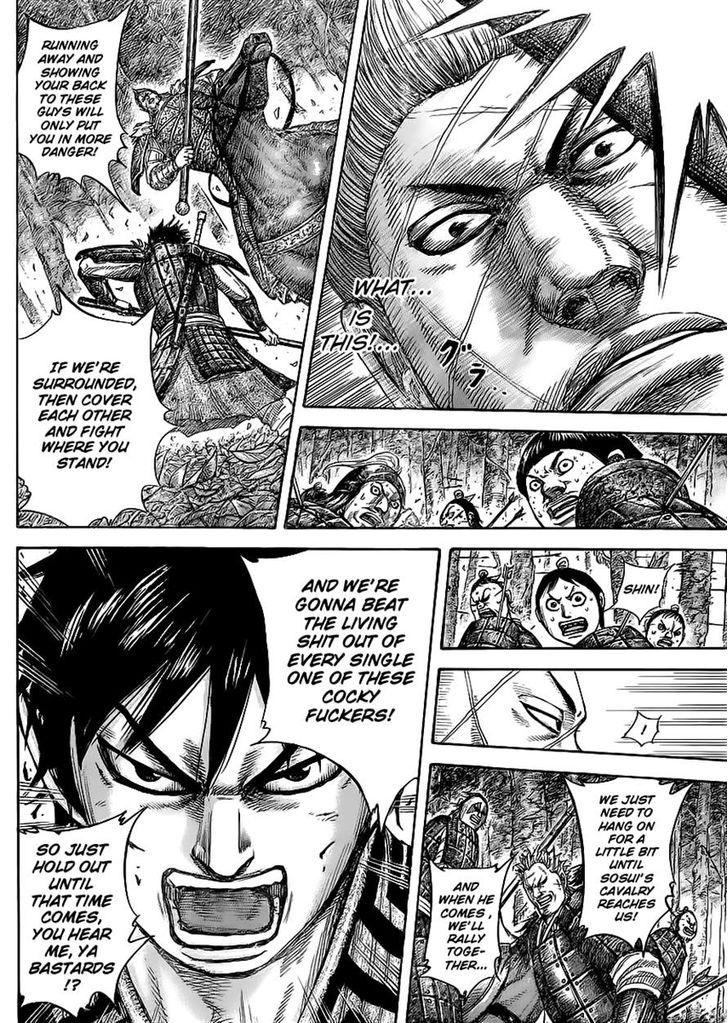 WHAT...
IS
THIS!...
グラ...
RUNNING
AWAY AND
SHOWING
YOUR BACK
TO THESE
GUYS WILL
ONLY PUT
YOU IN MORE
DANGER!
IF WE'RE
SURROUNDED,
THEN COVER
EACH OTHER
AND FIGHT
WHERE YOU
STAND!
SHIN!
!
WE JUST
NEED TO
HANG ON
FOR A
LITTLE BIT
UNTIL
SOSUI'S
CAVALRY
REACHES
US!
AND
WHEN HE
COMES,
WE'LL
RALLY
TOGE-
THER...
AND WE'RE
GONNA BEAT
THE LIVING
SHIT OUT OF
EVERY SINGLE
ONE OF THESE
COCKY
FUCKERS!
SO JUST
HOLD OUT
UNTIL
THAT TIME
COMES,
YOU HEAR
ME, YA
BASTARDS
!?